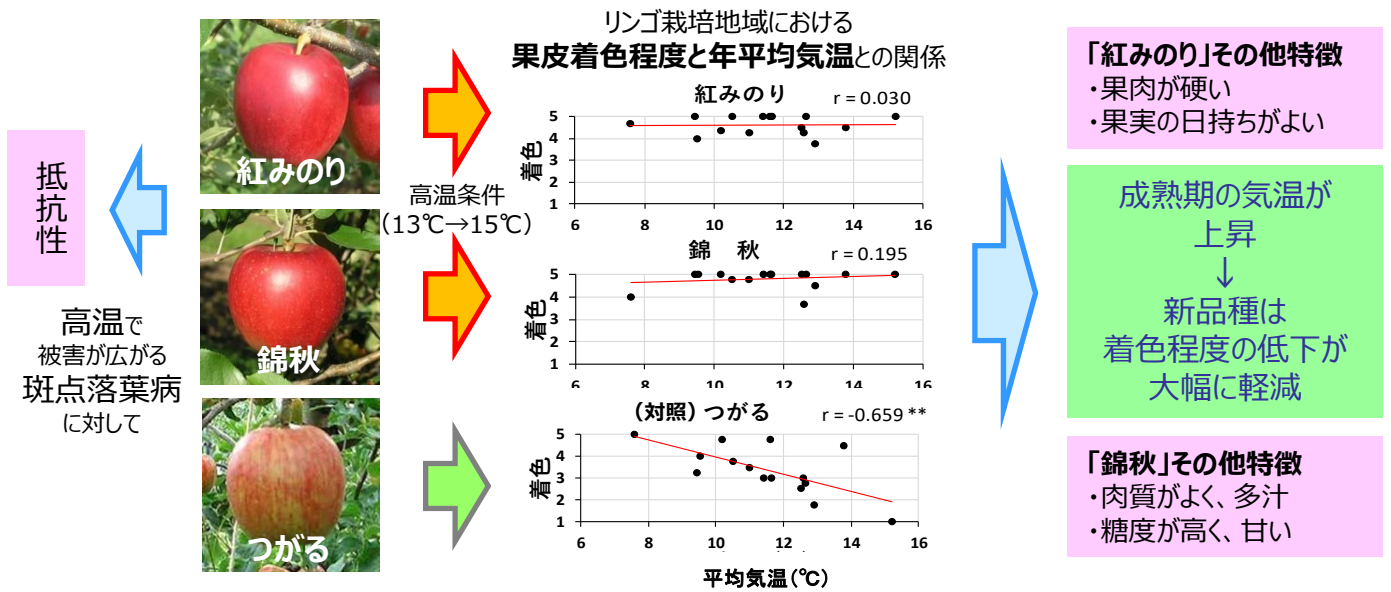 抵抗性
高温で
被害が広がる
斑点落葉病
に対して
紅みのり
錦秋
つがる
高温条件
(13℃→15℃)
リンゴ栽培地域における
果皮着色程度と年平均気温との関係
紅みのり
r = 0.030
着色
5
4
3
2
1
6 8 10 12 14 16
錦 秋
r = 0.195
着色
5
4
3
2
1
6 8 10 12 14 16
(対照) つがる
r = -0.659 **
着色
5
4
3
2
1
6 8 10 12 14 16
平均気温(℃)
「紅みのり」その他特徴
・果肉が硬い
・果実の日持ちがよい
成熟期の気温が
上昇
↓
新品種は
着色程度の低下が
大幅に軽減
「錦秋」その他特徴
・肉質がよく、多汁
・糖度が高く、甘い